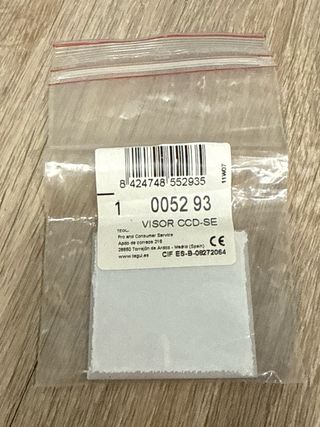 8 424748 552935
11W07
1 0052 93
VISOR CCD-SE
Pro and Consumer Service
Apdo de correos 216
28850 Torrejón de Ardoz - Madrid (Spain)
www.tegui.es CIF ES-B-08272064
CE